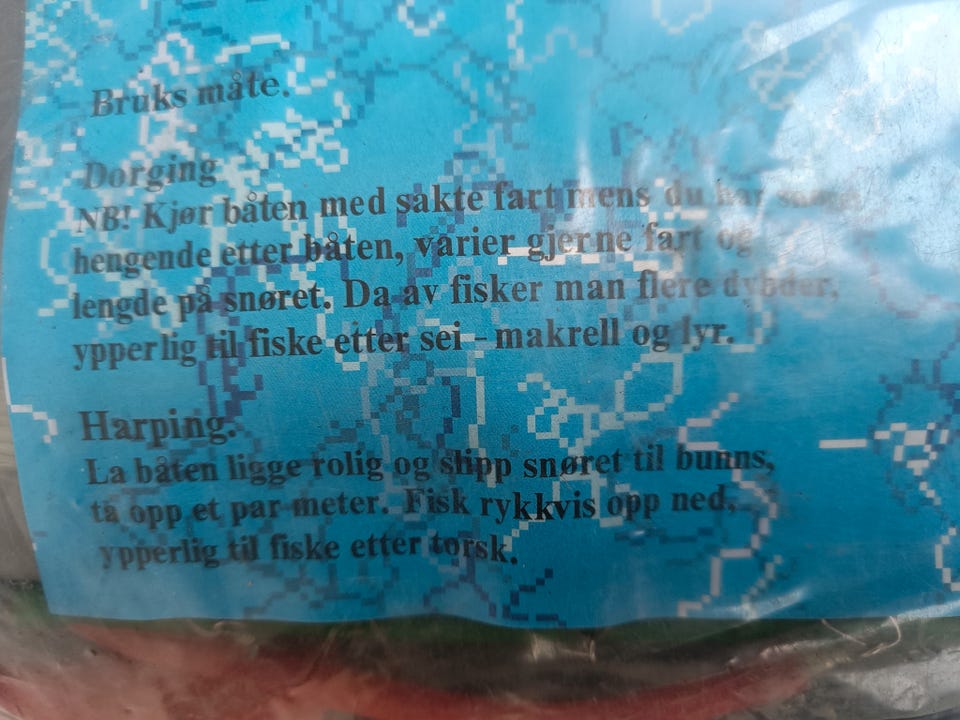 Bruks måte.
Dorging
NB! Kjør båten med sakte fart mens du har
hengende etter båten, varier gjerne fart og
lengde på snøret. Da av fisker man flere dybder,
ypperlig til fiske etter sei - makrell og lyr.
Harping.
La båten ligge rolig og slipp snøret til bunns,
ta opp et par meter. Fisk rykkvis opp ned,
ypperlig til fiske etter torsk.